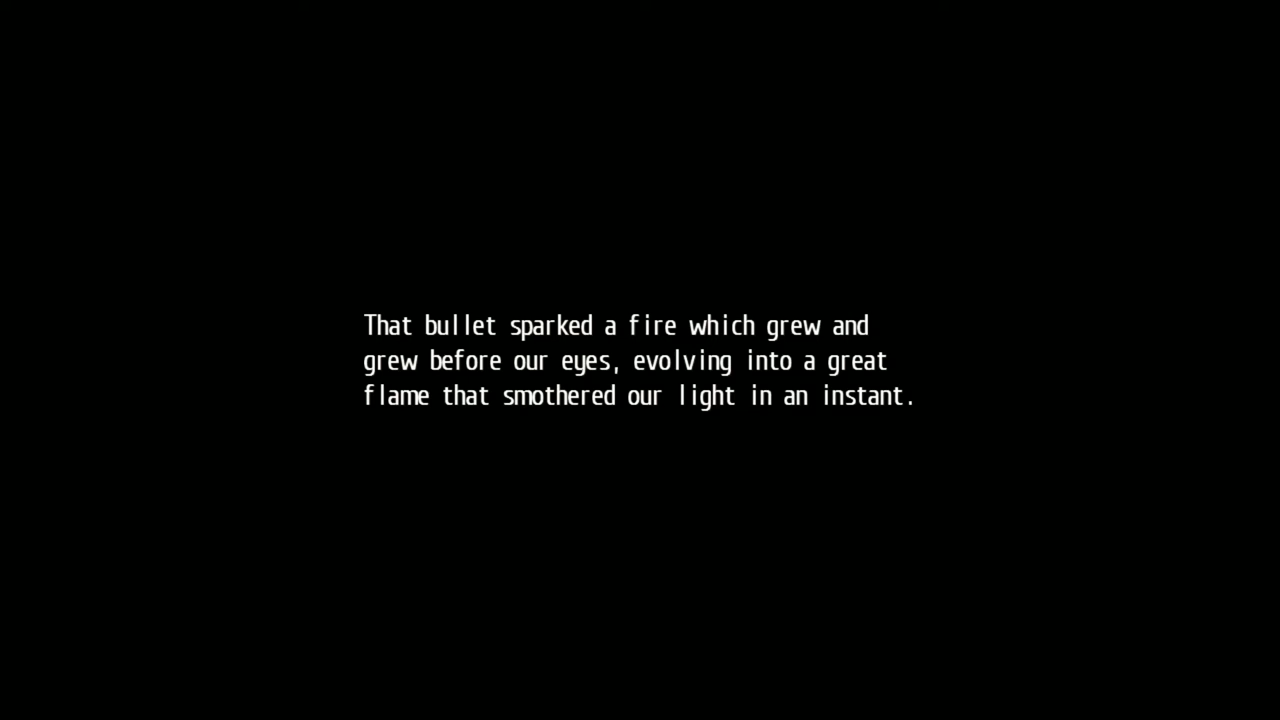 That bullet sparked a fire which grew and
grew before our eyes, evolving into a great
flame that smothered our light in an instant.